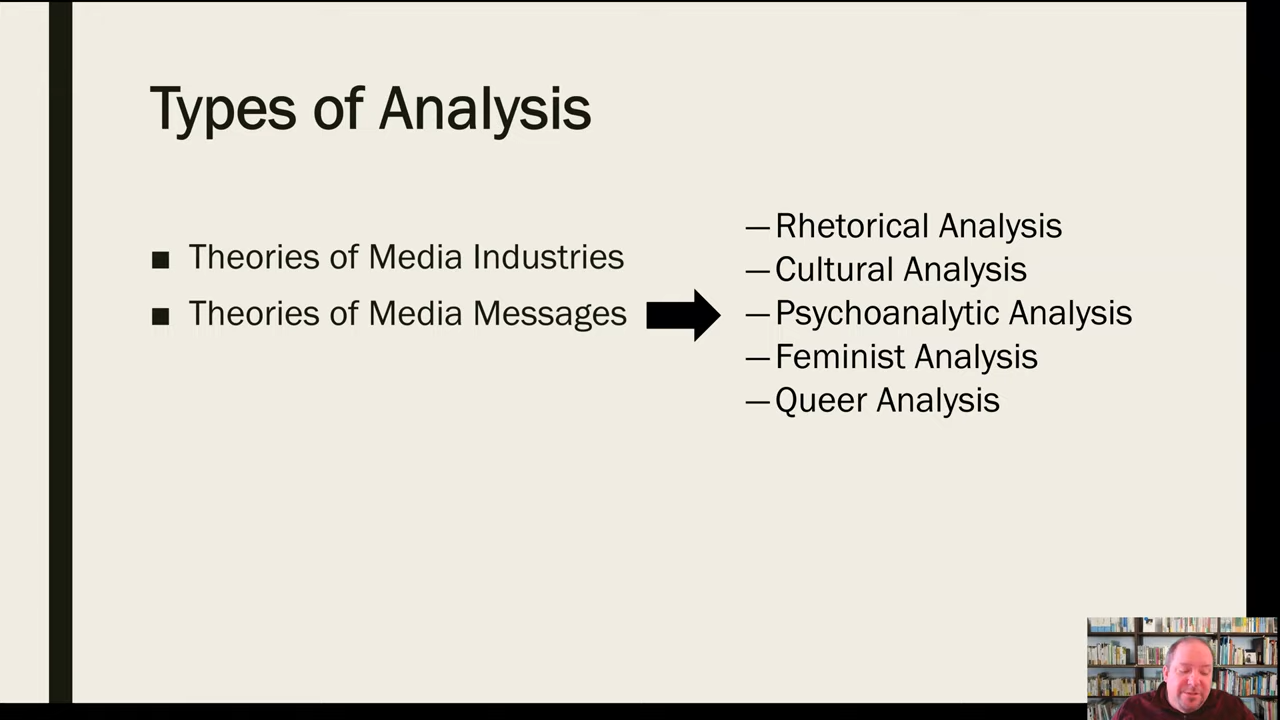 Types of Analysis
■ Theories of Media Industries
■ Theories of Media Messages
—Rhetorical Analysis
—Cultural Analysis
—Psychoanalytic Analysis
—Feminist Analysis
—Queer Analysis